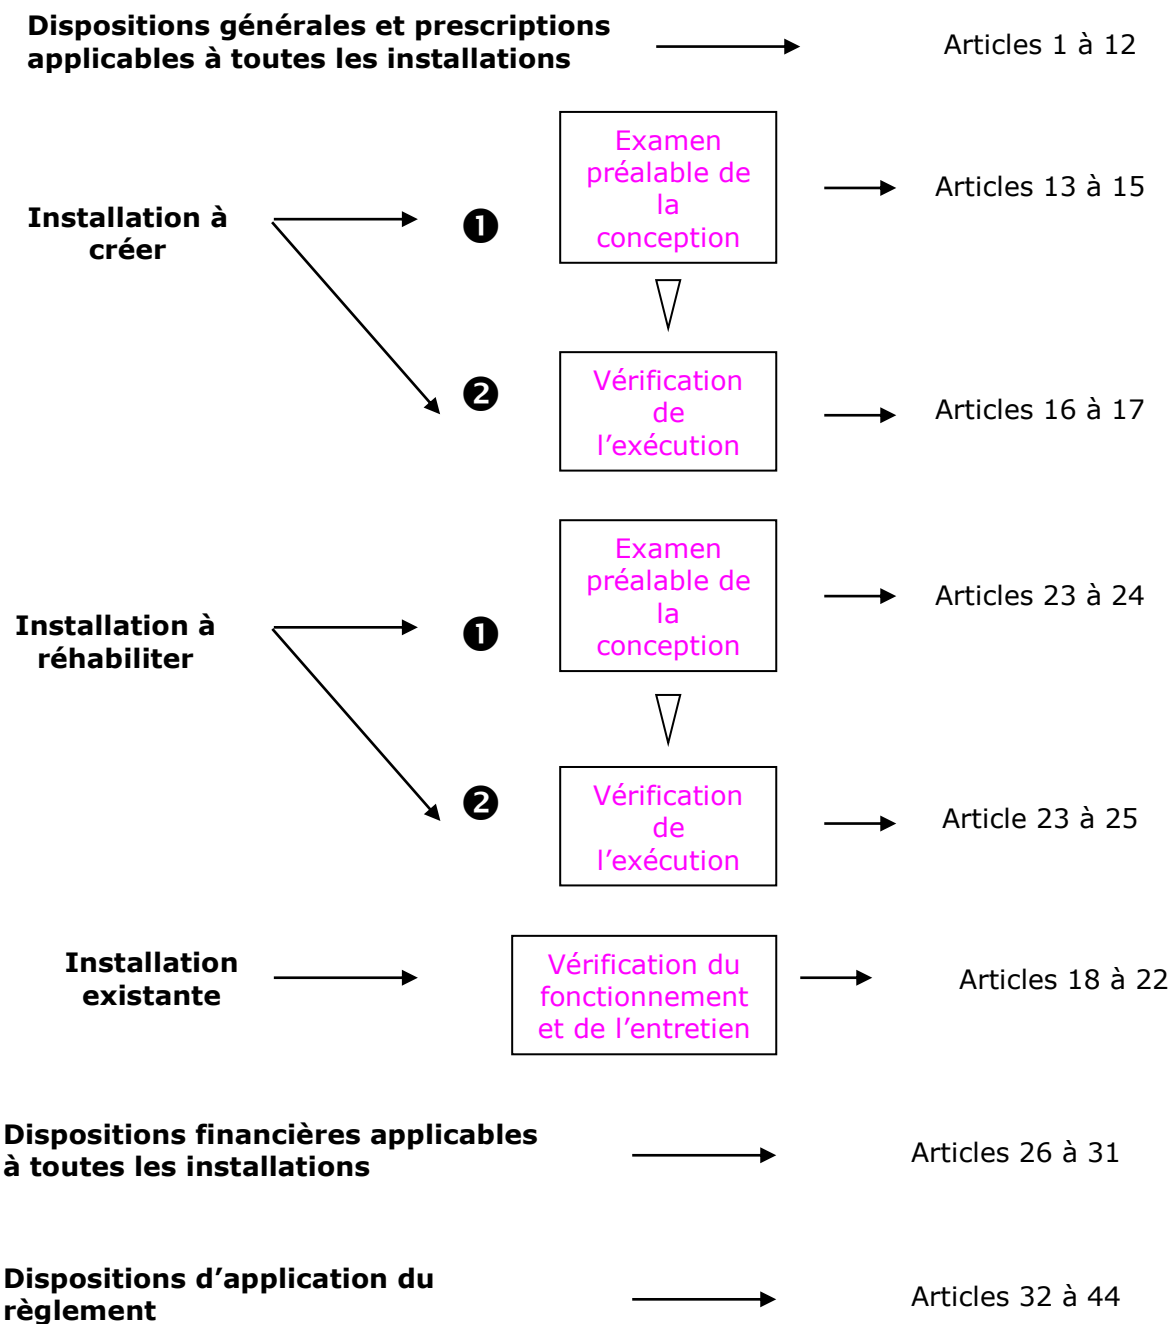 Dispositions générales et prescriptions
applicables à toutes les installations
Articles 1 à 12
Installation à
créer
❶
Examen
préalable de
la
conception
Articles 13 à 15
❷
Vérification
de
l’exécution
Articles 16 à 17
Installation à
réhabiliter
❶
Examen
préalable de
la
conception
Articles 23 à 24
❷
Vérification
de
l’exécution
Article 23 à 25
Installation
existante
Vérification du
fonctionnement
et de l’entretien
Articles 18 à 22
Dispositions financières applicables
à toutes les installations
Articles 26 à 31
Dispositions d’application du
règlement
Articles 32 à 44